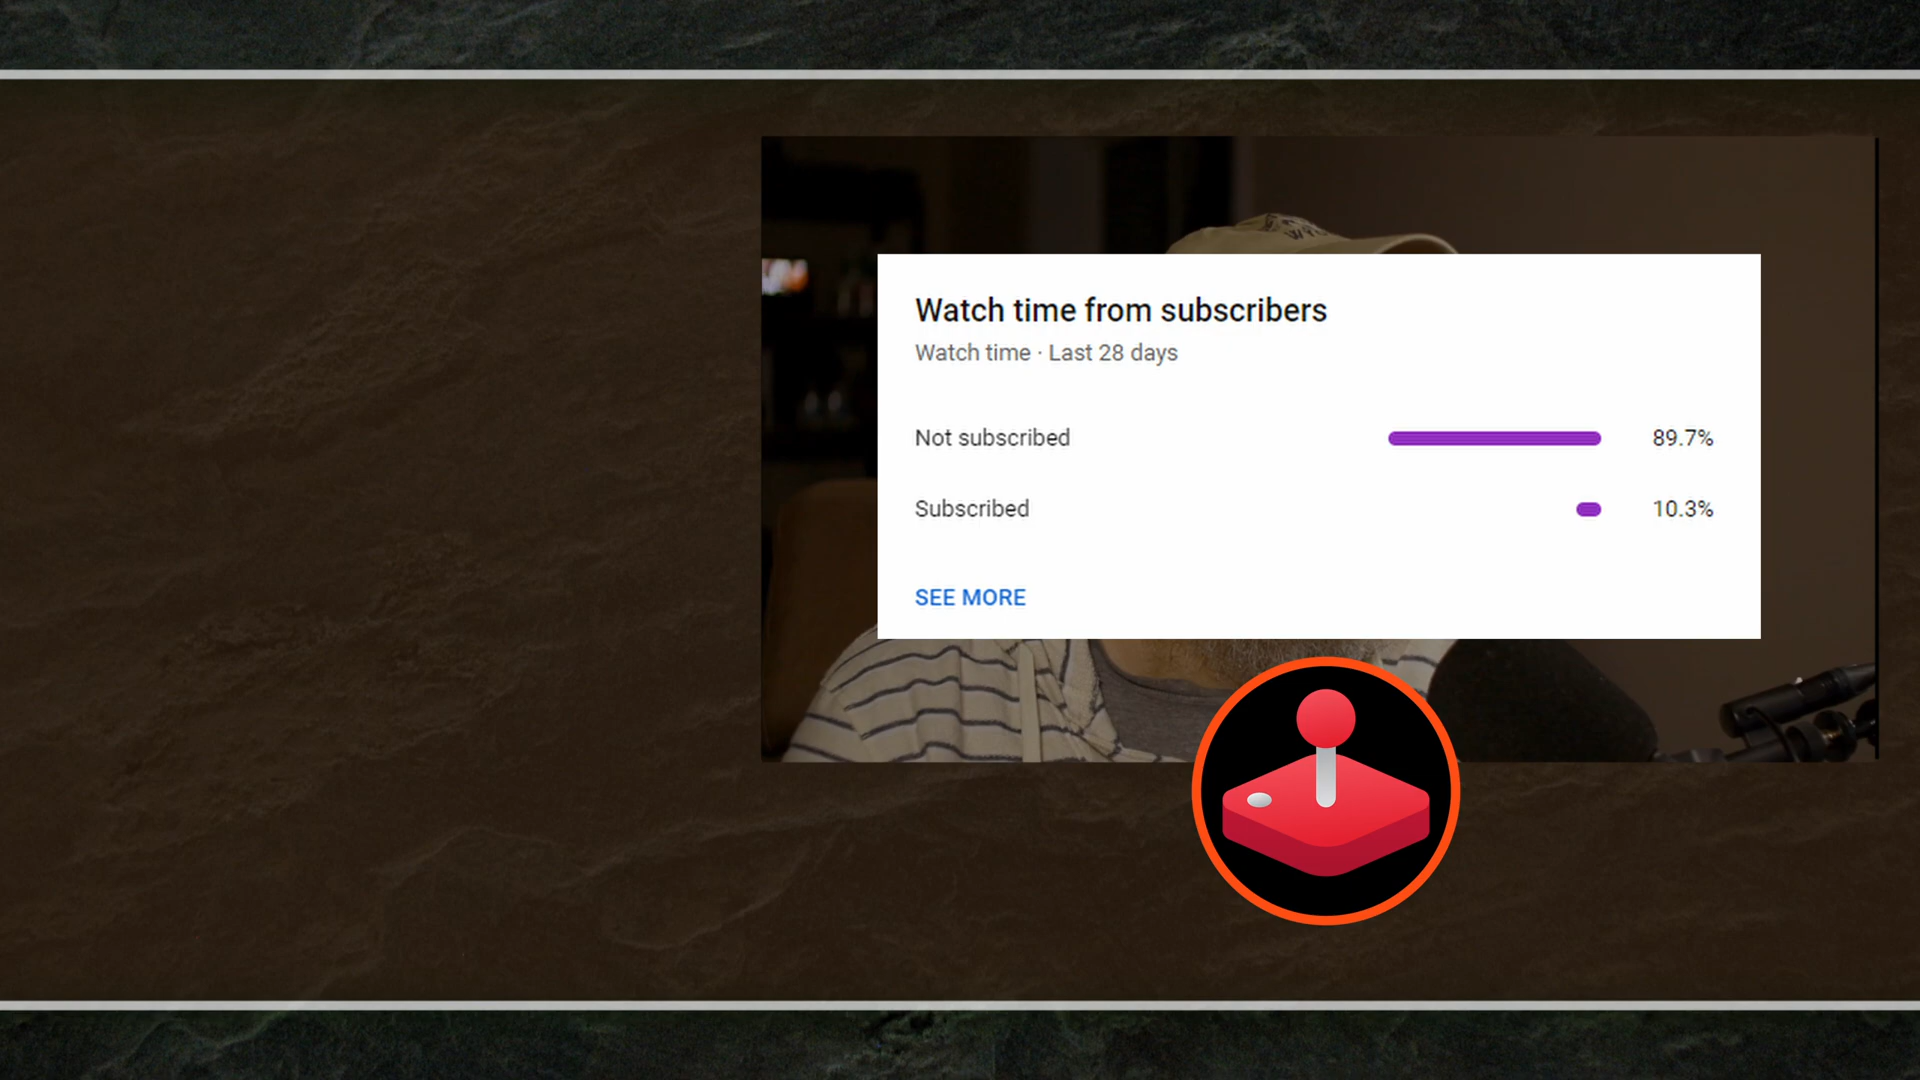 Watch time from subscribers
Watch time · Last 28 days
Not subscribed 89.7%
Subscribed 10.3%
SEE MORE